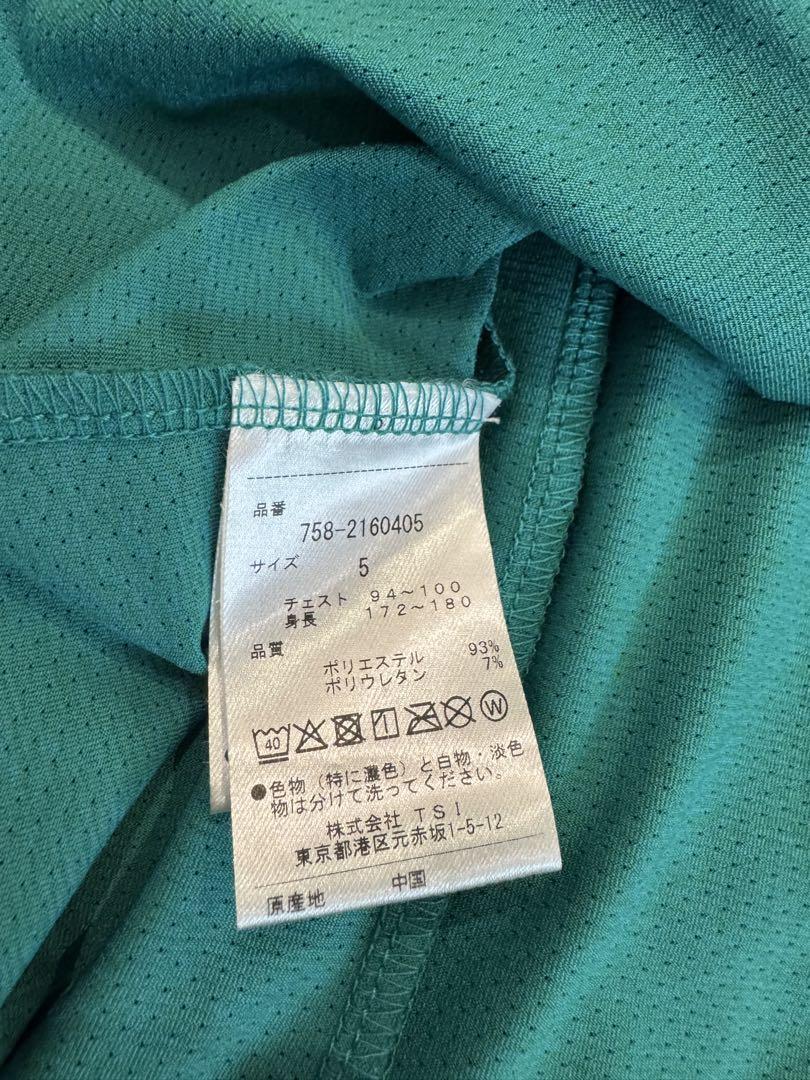 品番
758-2160405
サイズ 5
チェスト 94~100
身長 172~180
品質
ポリエステル 93%
ポリウレタン 7%
40 W
●色物(特に濃色)と白物・淡色
物は分けて洗ってください。
株式会社 TSI
東京都港区元赤坂1-5-12
原産地 中国